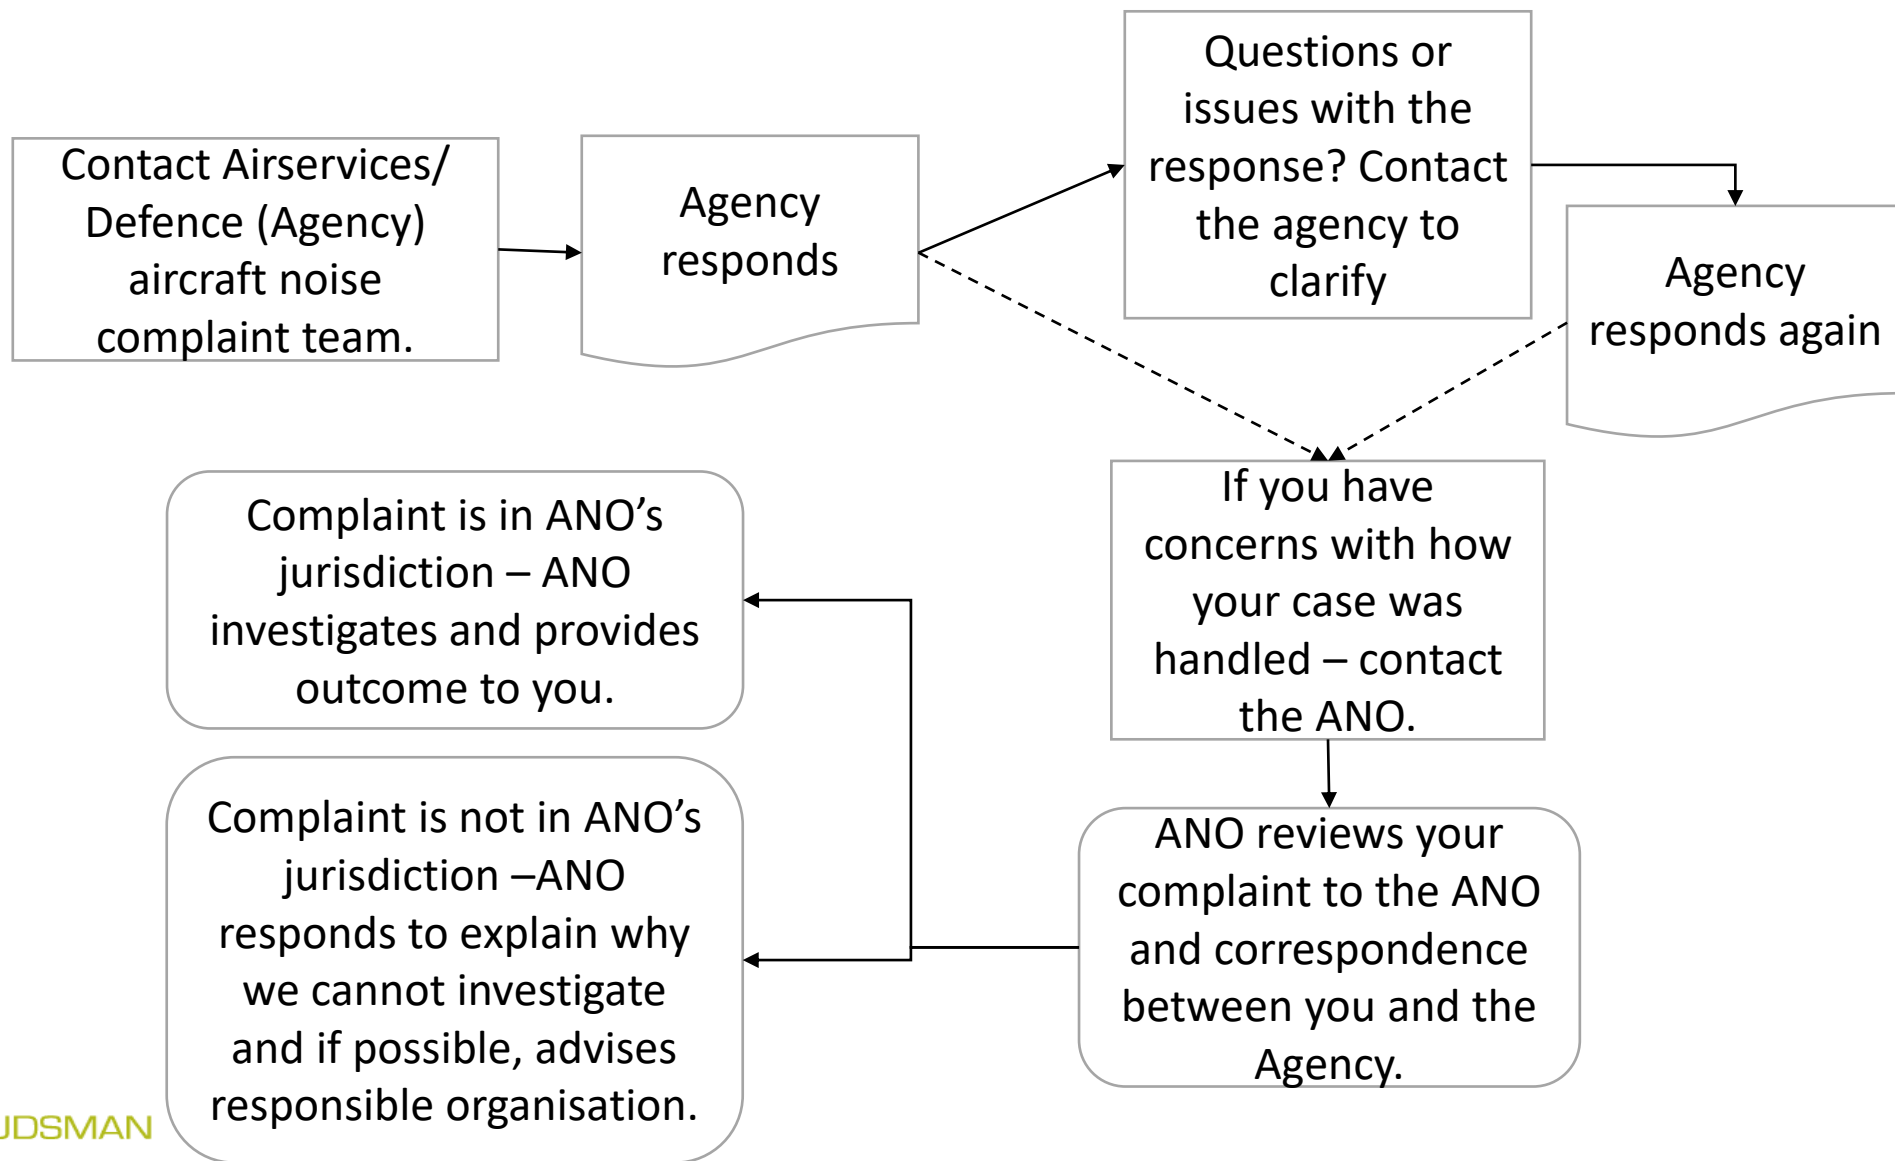 Contact Airservices/
Defence (Agency)
aircraft noise
complaint team.
Agency
responds
Questions or
issues with the
response? Contact
the agency to
clarify
Agency
responds again
If you have
concerns with how
your case was
handled – contact
the ANO.
ANO reviews your
complaint to the ANO
and correspondence
between you and the
Agency.
Complaint is in ANO’s
jurisdiction – ANO
investigates and provides
outcome to you.
Complaint is not in ANO’s
jurisdiction –ANO
responds to explain why
we cannot investigate
and if possible, advises
responsible organisation.